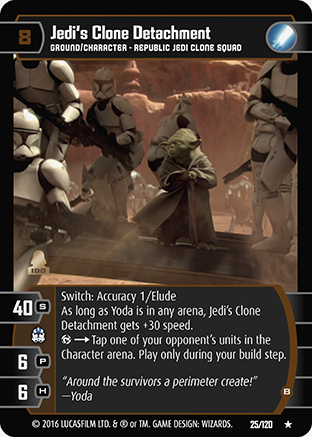 8 Jedi's Clone Detachment
GROUND/CHARACTER - REPUBLIC JEDI CLONE SQUAD
100
40 S
6 P
6 H
Switch: Accuracy 1/Elude
As long as Yoda is in any arena, Jedi's Clone
Detachment gets +30 speed.
Tap one of your opponent's units in the
Character arena. Play only during your build step.
"Around the survivors a perimeter create!"
—Yoda
B
© 2016 LUCASFILM LTD. & ® OR TM. GAME DESIGN: WIZARDS. 25/120